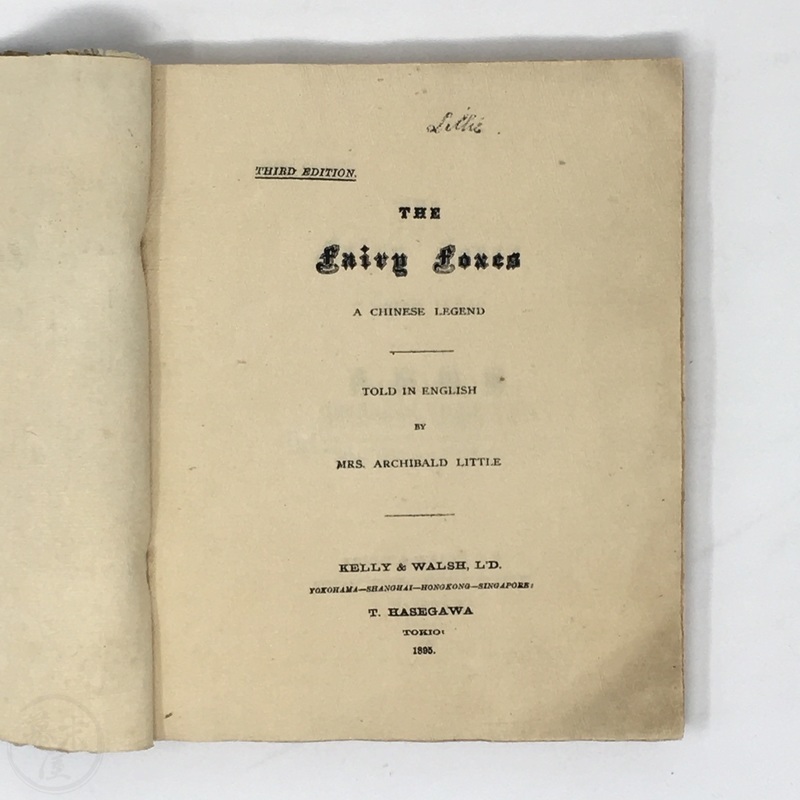 THIRD EDITION.
THE
Fairy Foxes
A CHINESE LEGEND
TOLD IN ENGLISH
BY
MRS. ARCHIBALD LITTLE
KELLY & WALSH, L'D.
YOKOHAMA—SHANGHAI—HONGKONG—SINGAPORE:
T. HASEGAWA
TOKIO:
1895.